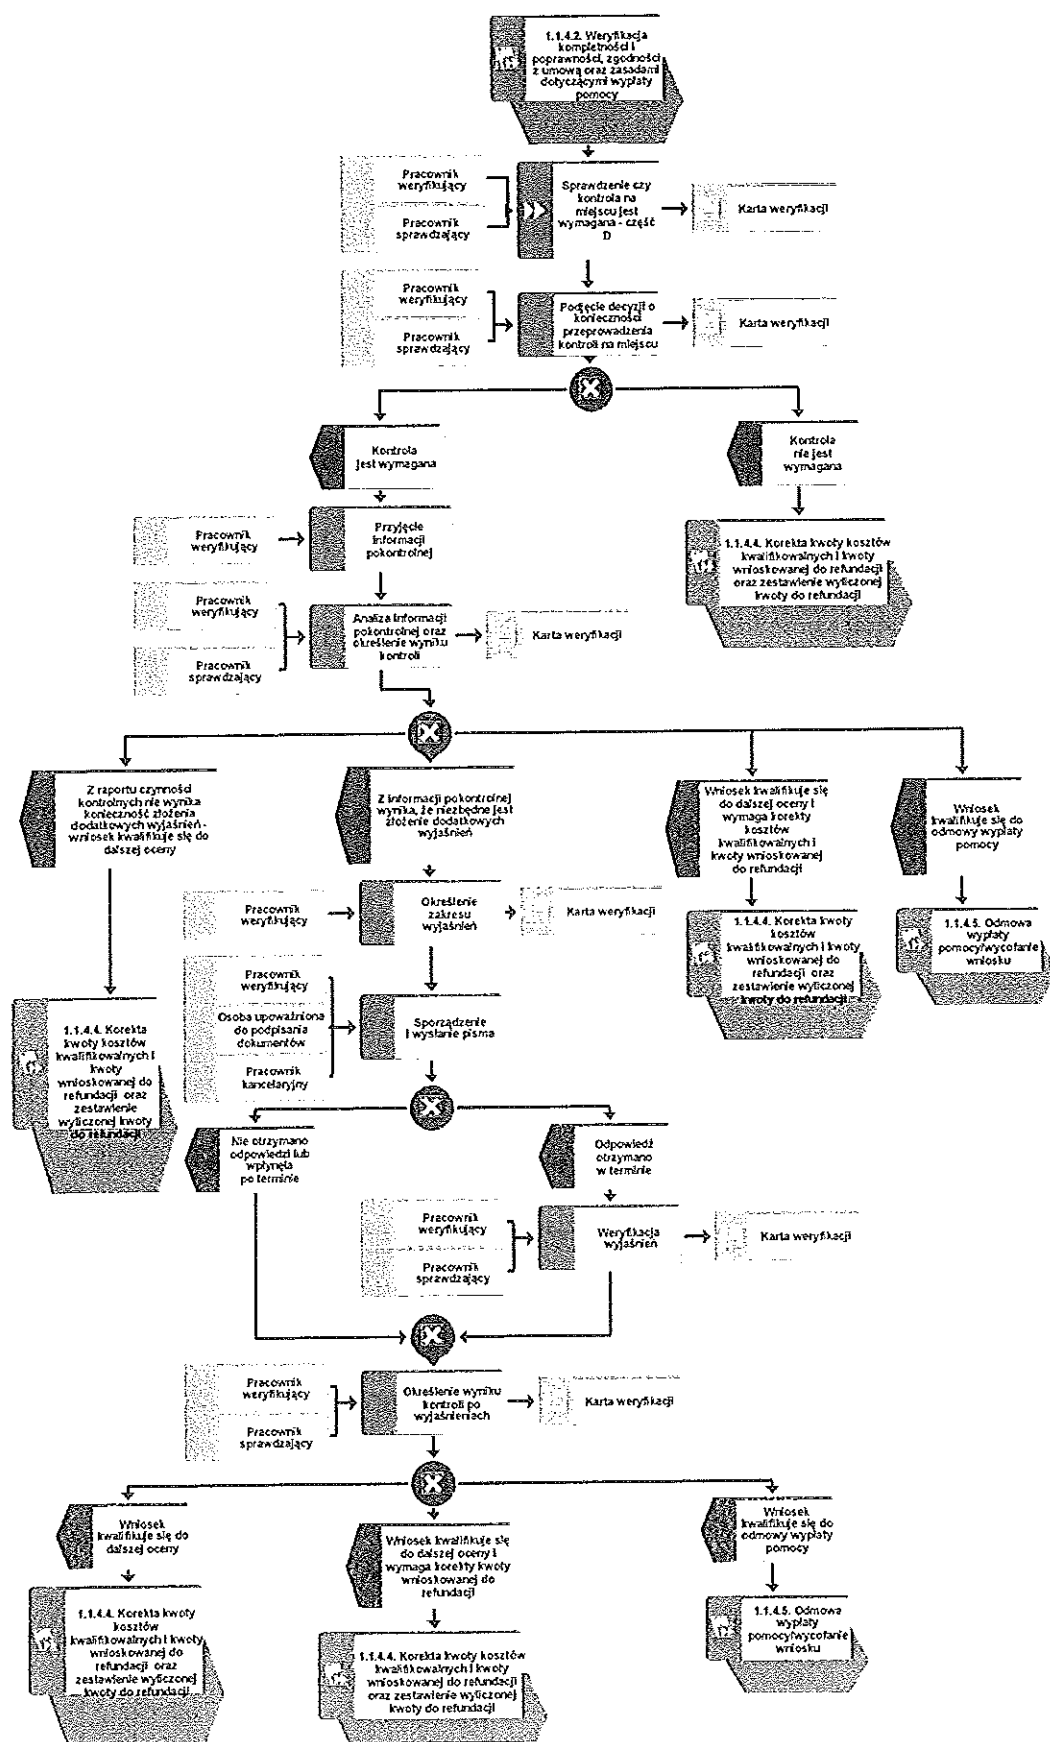 1.1.4.2. Weryfikacja
kompletności i
poprawności, zgodności
z umową oraz zasadami
dotyczącymi wypłaty
pomocy
Pracownik
weryfikujący
Pracownik
sprawdzający
Sprawdzenie czy
kontrola na
miejscu jest
wymagana - część
D
Karta weryfikacji
Pracownik
weryfikujący
Pracownik
sprawdzający
Podjęcie decyzji o
konieczności
przeprowadzenia
kontroli na miejscu
Karta weryfikacji
Kontrola
jest wymagana
Kontrola
nie jest
wymagana
Pracownik
weryfikujący
Przyjęcie
informacji
pokontrolnej
1.1.4.4. Korekta kwoty kosztów
kwalifikowalnych i kwoty
wnioskowanej do refundacji
oraz zestawienie wyliczonej
kwoty do refundacji
Pracownik
weryfikujący
Pracownik
sprawdzający
Analiza informacji
pokontrolnej oraz
określenie wyniku
kontroli
Karta weryfikacji
Z raportu czynności
kontrolnych nie wynika
konieczność złożenia
dodatkowych wyjaśnień -
wniosek kwalifikuje się do
dalszej oceny
Z informacji pokontrolnej
wynika, że niezbędne jest
złożenie dodatkowych
wyjaśnień
Wniosek kwalifikuje się
do dalszej oceny i
wymaga korekty
kosztów
kwalifikowalnych i
kwoty wnioskowanej
do refundacji
Wniosek
kwalifikuje się do
odmowy wypłaty
pomocy
Pracownik
weryfikujący
Określenie
zakresu
wyjaśnień
Karta weryfikacji
1.1.4.4. Korekta kwoty
kosztów
kwalifikowalnych i kwoty
wnioskowanej do
refundacji oraz
zestawienie wyliczonej
kwoty do refundacji
1.1.4.5. Odmowa
wypłaty
pomocy/wycofanie
wniosku
Pracownik
weryfikujący
Osoba upoważniona
do podpisania
dokumentów
Pracownik
kancelaryjny
Sporządzenie
i wysłanie pisma
1.1.4.4. Korekta
kwoty kosztów
kwalifikowalnych i
kwoty
wnioskowanej do
refundacji oraz
zestawienie
wyliczonej kwoty
do refundacji
Nie otrzymano
odpowiedzi lub
wpłynęła
po terminie
Odpowiedź
otrzymano
w terminie
Pracownik
weryfikujący
Pracownik
sprawdzający
Weryfikacja
wyjaśnień
Karta weryfikacji
Pracownik
weryfikujący
Pracownik
sprawdzający
Określenie wyniku
kontroli po
wyjaśnieniach
Karta weryfikacji
Wniosek
kwalifikuje się do
dalszej oceny
Wniosek kwalifikuje się
do dalszej oceny i
wymaga korekty kwoty
wnioskowanej do
refundacji
Wniosek
kwalifikuje się do
odmowy wypłaty
pomocy
1.1.4.4. Korekta kwoty
kosztów
kwalifikowalnych i kwoty
wnioskowanej do
refundacji oraz
zestawienie wyliczonej
kwoty do refundacji
1.1.4.4. Korekta kwoty kosztów
kwalifikowalnych i kwoty
wnioskowanej do refundacji
oraz zestawienie wyliczonej
kwoty do refundacji
1.1.4.5. Odmowa
wypłaty
pomocy/wycofanie
wniosku